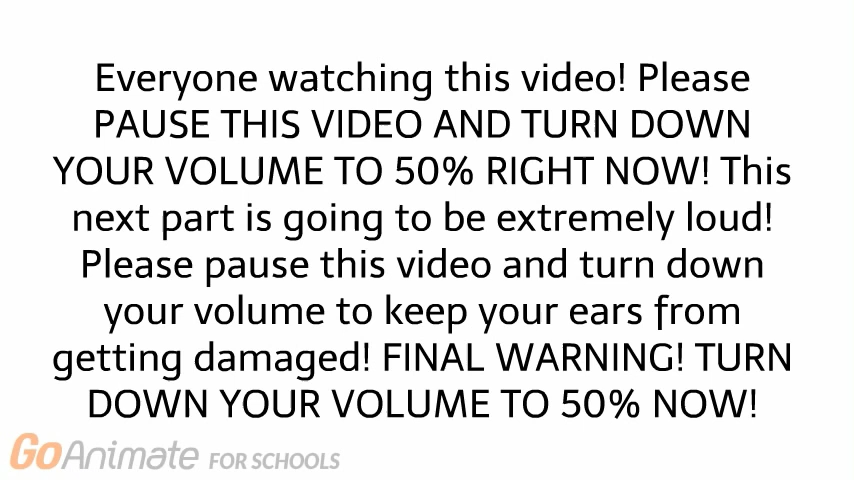 Everyone watching this video! Please
PAUSE THIS VIDEO AND TURN DOWN
YOUR VOLUME TO 50% RIGHT NOW! This
next part is going to be extremely loud!
Please pause this video and turn down
your volume to keep your ears from
getting damaged! FINAL WARNING! TURN
DOWN YOUR VOLUME TO 50% NOW!
GoAnimate FOR SCHOOLS